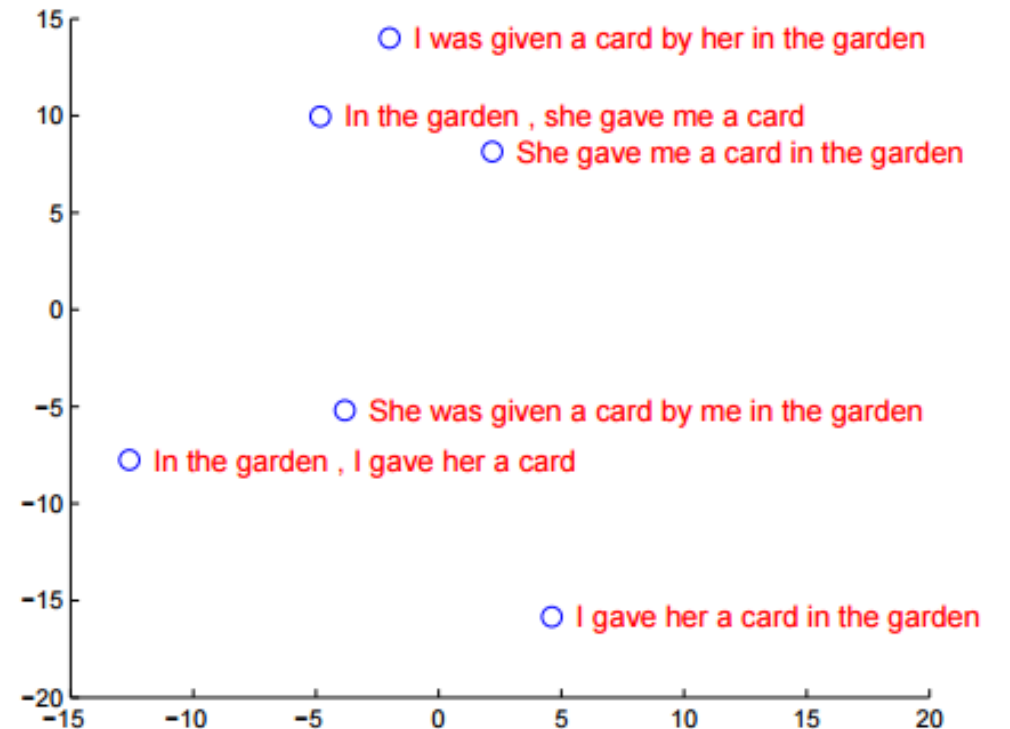 15
I was given a card by her in the garden
10
In the garden , she gave me a card
She gave me a card in the garden
5
0
−5
She was given a card by me in the garden
In the garden , I gave her a card
−10
−15
I gave her a card in the garden
−20
−15 −10 −5 0 5 10 15 20